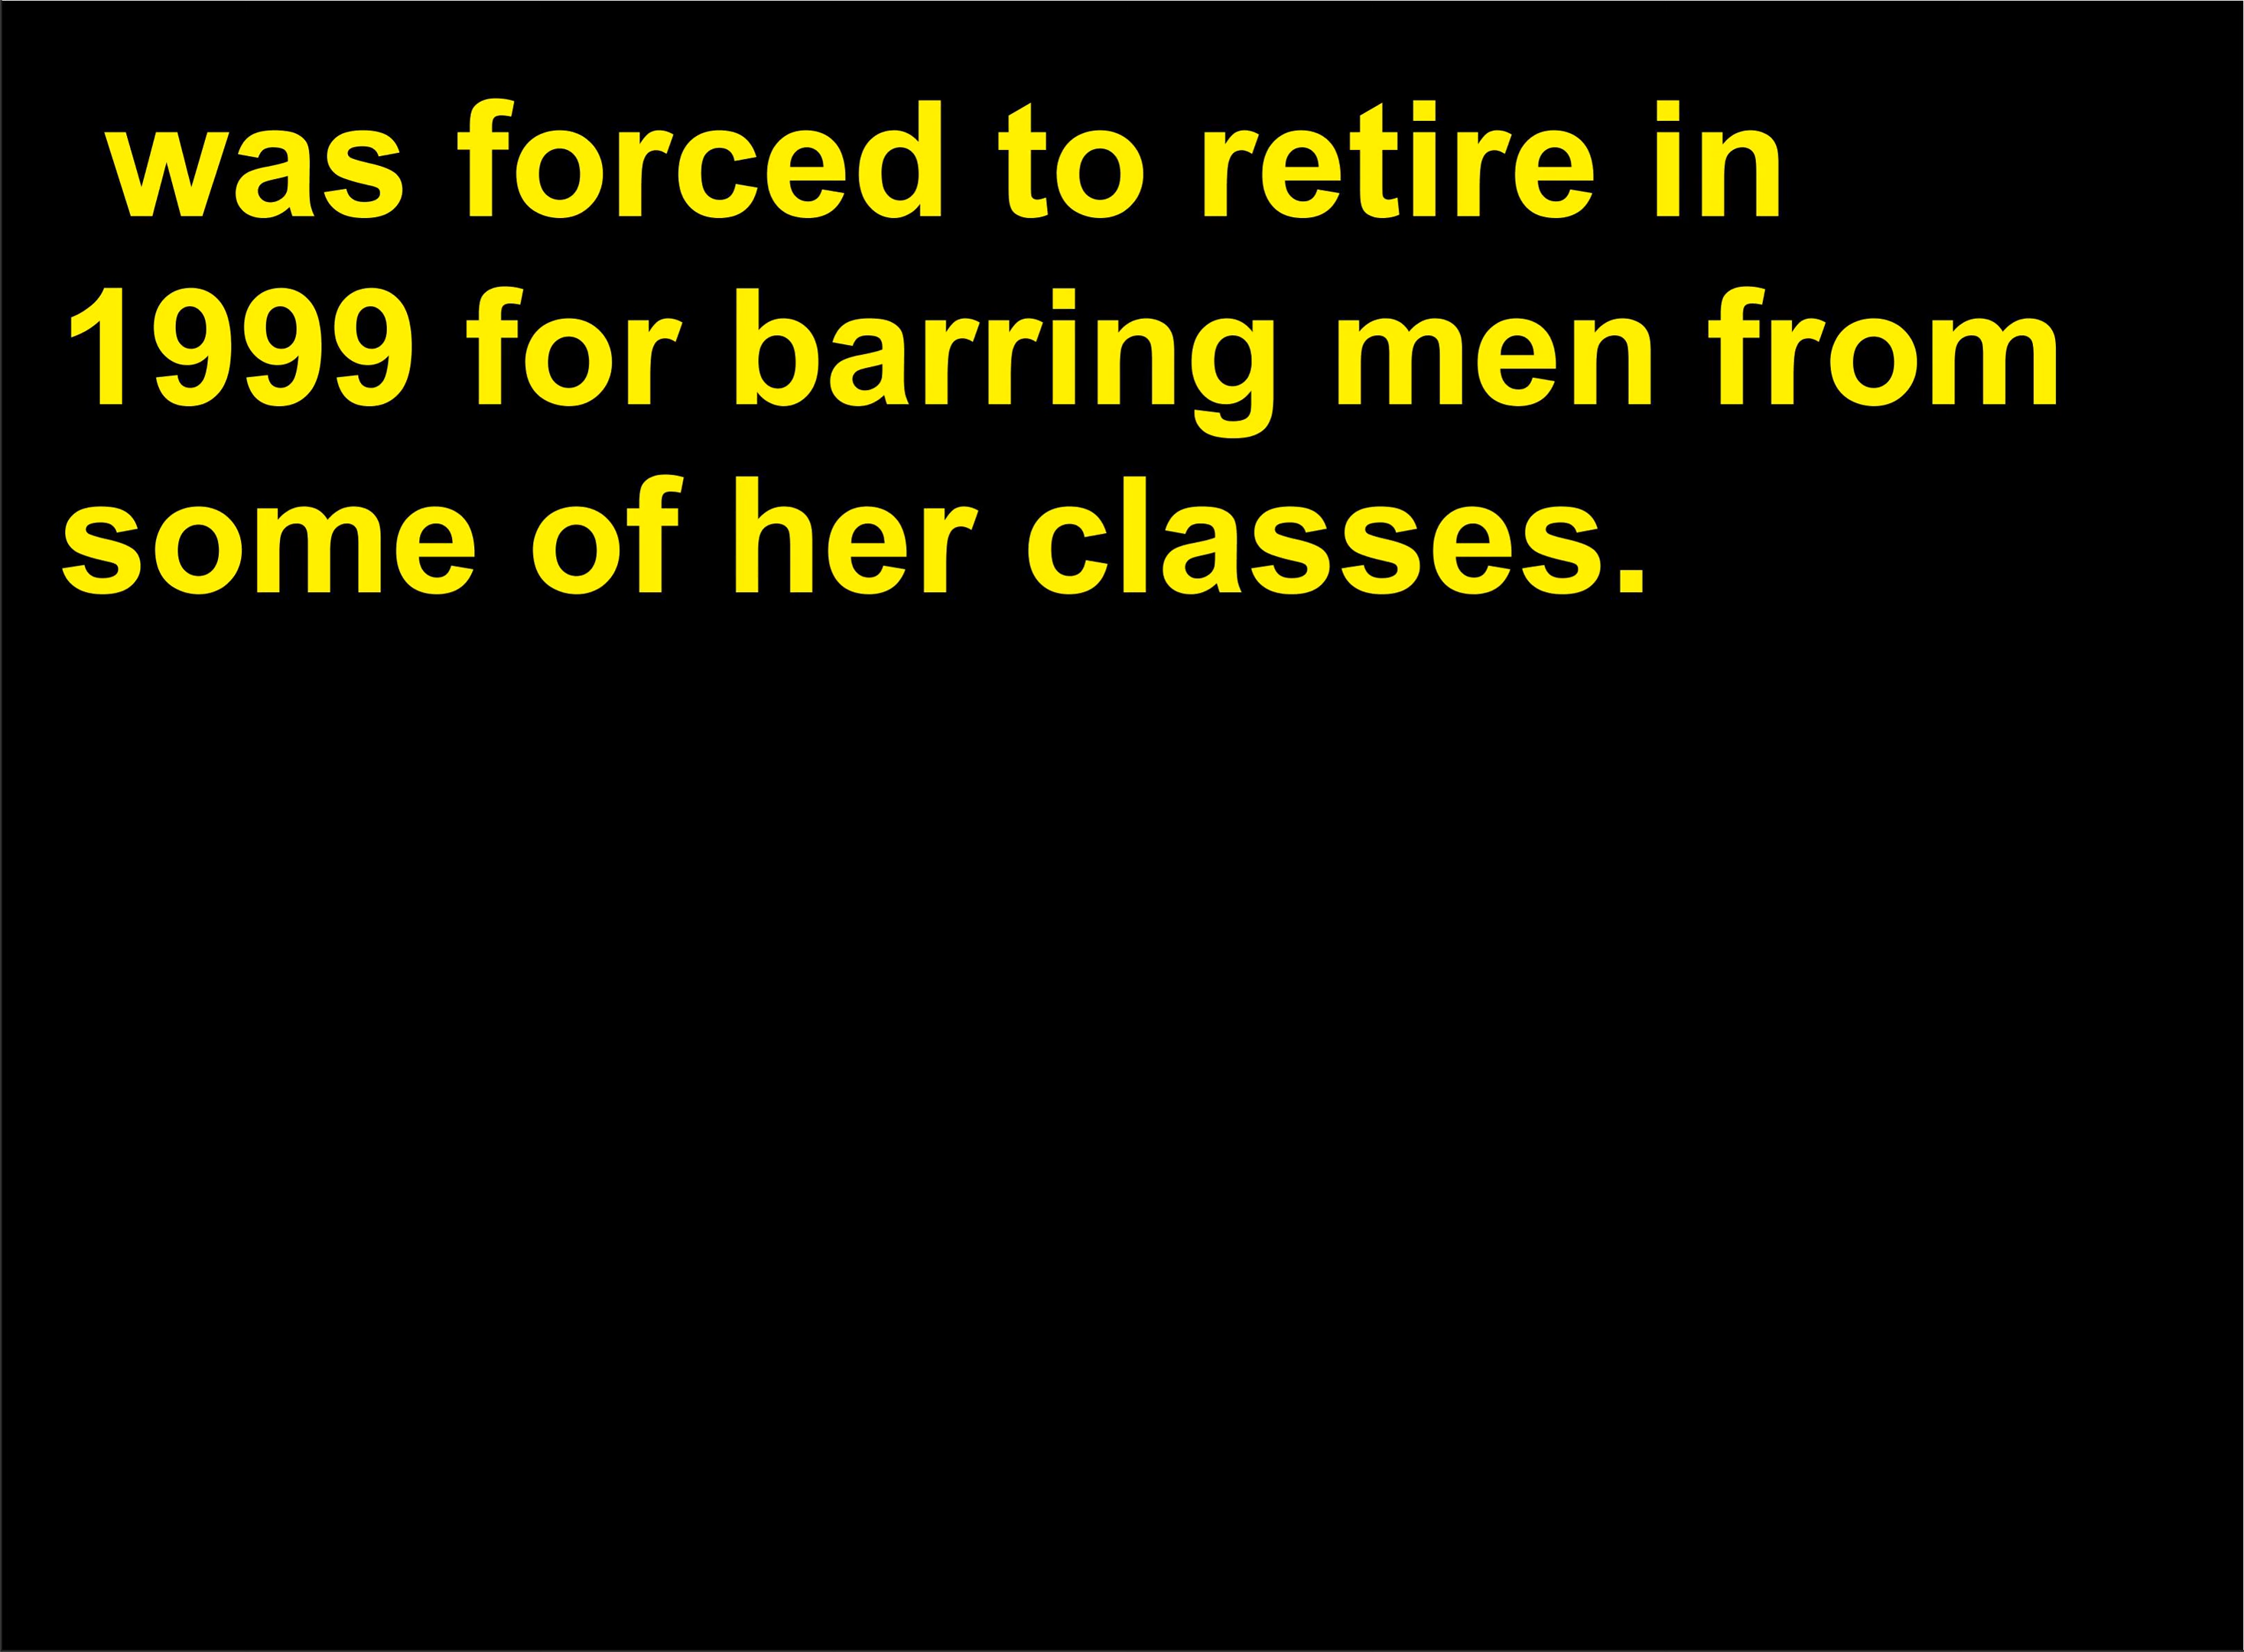 was forced to retire in
1999 for barring men from
some of her classes.